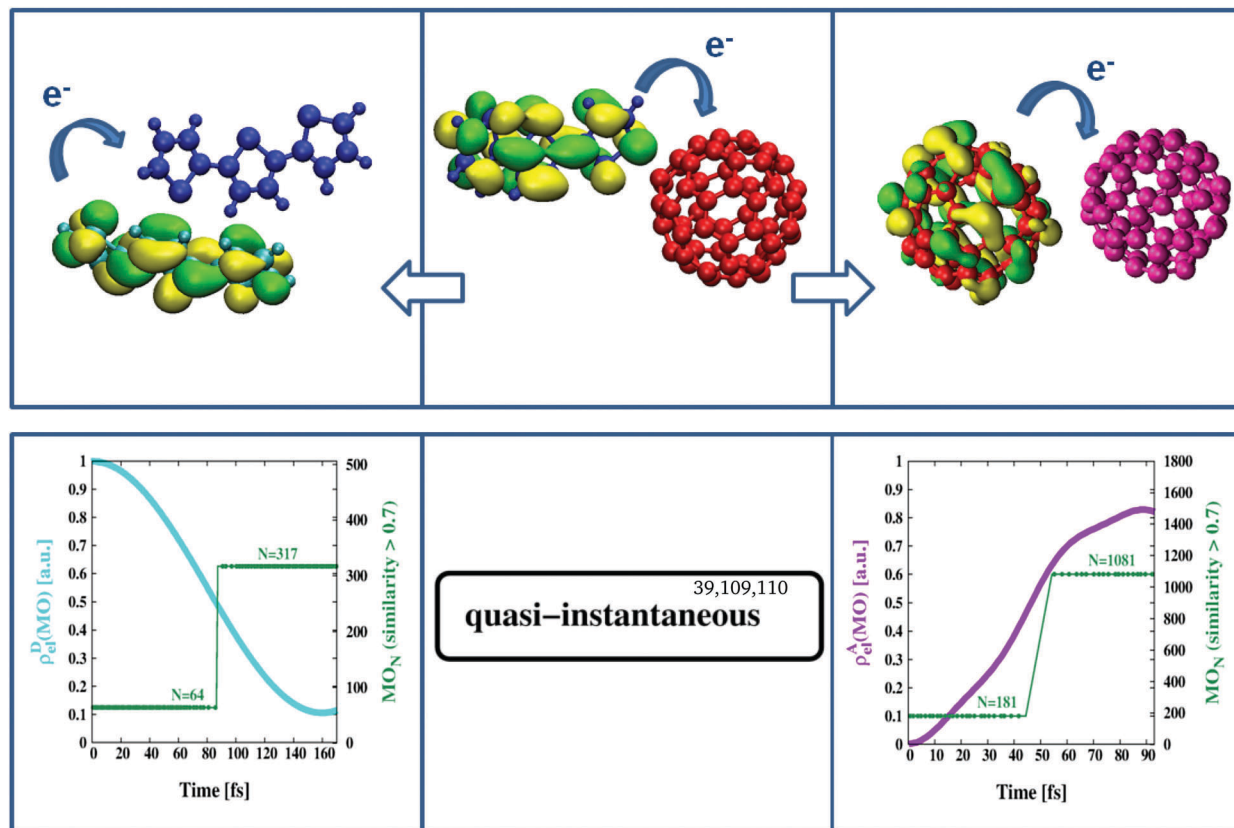 e-
e-
e-
1
0.9
0.8
0.7
0.6
0.5
0.4
0.3
0.2
0.1
0
ρelD(MO) [a.u.]
N=317
N=64
500
400
300
200
100
0
MON (similarity > 0.7)
0 20 40 60 80 100 120 140 160
Time [fs]
39,109,110
quasi−instantaneous
1
0.9
0.8
0.7
0.6
0.5
0.4
0.3
0.2
0.1
0
ρelA(MO) [a.u.]
N=1081
N=181
1800
1600
1400
1200
1000
800
600
400
200
0
MON (similarity > 0.7)
0 10 20 30 40 50 60 70 80 90
Time [fs]